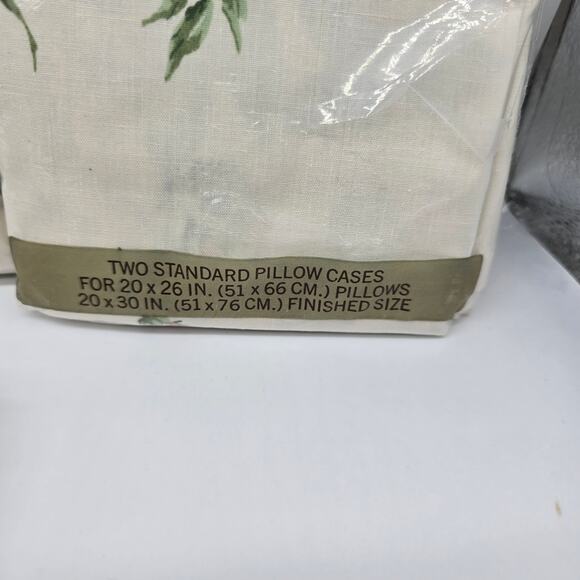 TWO STANDARD PILLOW CASES
FOR 20 x 26 IN. (51 x 66 CM.) PILLOWS
20 x 30 IN. (51 x 76 CM.) FINISHED SIZE